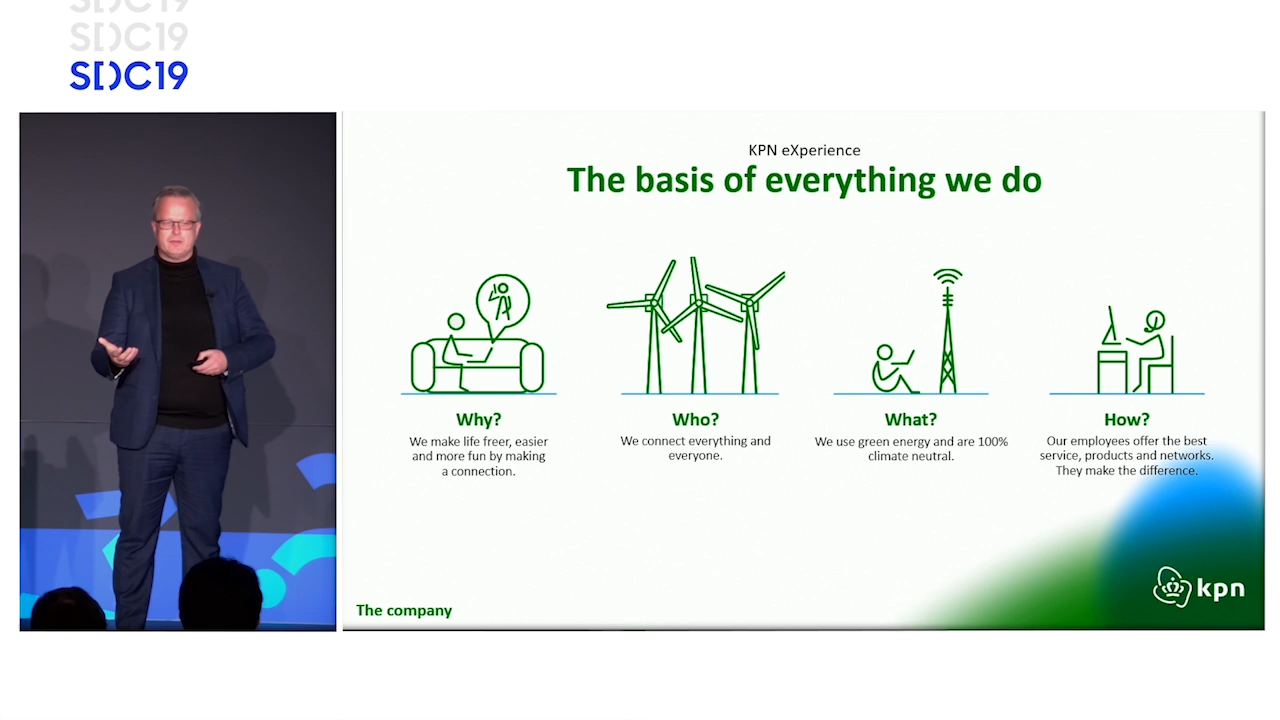 SDC19
SDC19
SDC19
KPN eXperience
The basis of everything we do
Why?
We make life freer, easier
and more fun by making
a connection.
Who?
We connect everything and
everyone.
What?
We use green energy and are 100%
climate neutral.
How?
Our employees offer the best
service, products and networks.
They make the difference.
The company
kpn